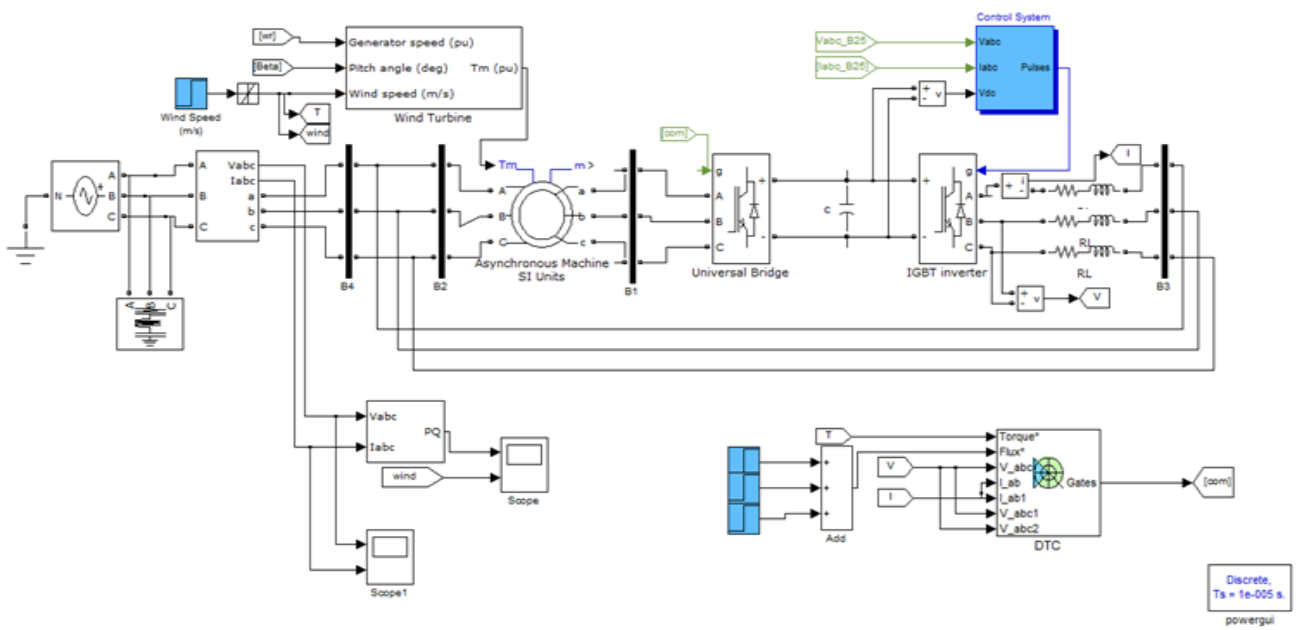 Control System
[wr]
Generator speed (pu)
[Beta]
Pitch angle (deg)
Tm (pu)
Wind speed (m/s)
Wind Turbine
Wind Speed
(m/s)
T
wind
Vabc_B25
[Iabc_B25]
Vabc
Iabc
Pulses
Vdc
+
-
v
[com]
N
A
B
C
+
A
B
C
Vabc
Iabc
a
b
c
B4
B2
Tm
m
A
B
C
a
b
c
Asynchronous Machine
SI Units
B1
g
A
B
C
+
-
Universal Bridge
C
+
-
g
A
B
C
IGBT inverter
+
-
i
I
RL
RL
+
-
v
V
B3
A
B
C
Vabc
Iabc
PQ
wind
Scope
Scope1
T
V
I
+
+
+
Add
Torque*
Flux*
V_abc
I_ab
I_ab1
V_abc1
V_abc2
Gates
DTC
[com]
Discrete,
Ts = 1e-005 s.
powergui